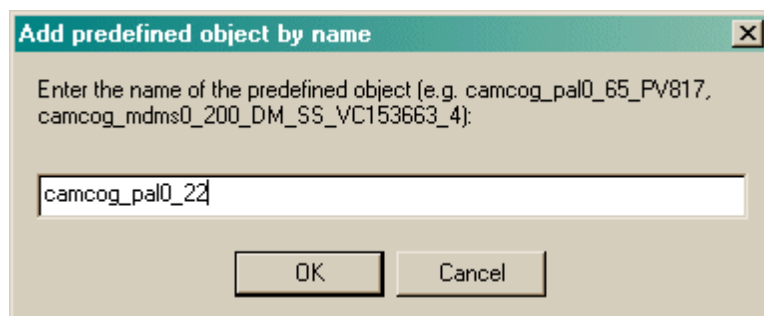 Add predefined object by name
Enter the name of the predefined object (e.g. camcog_pal0_65_PV817,
camcog_mdms0_200_DM_SS_VC153663_4):
camcog_pal0_22
OK
Cancel